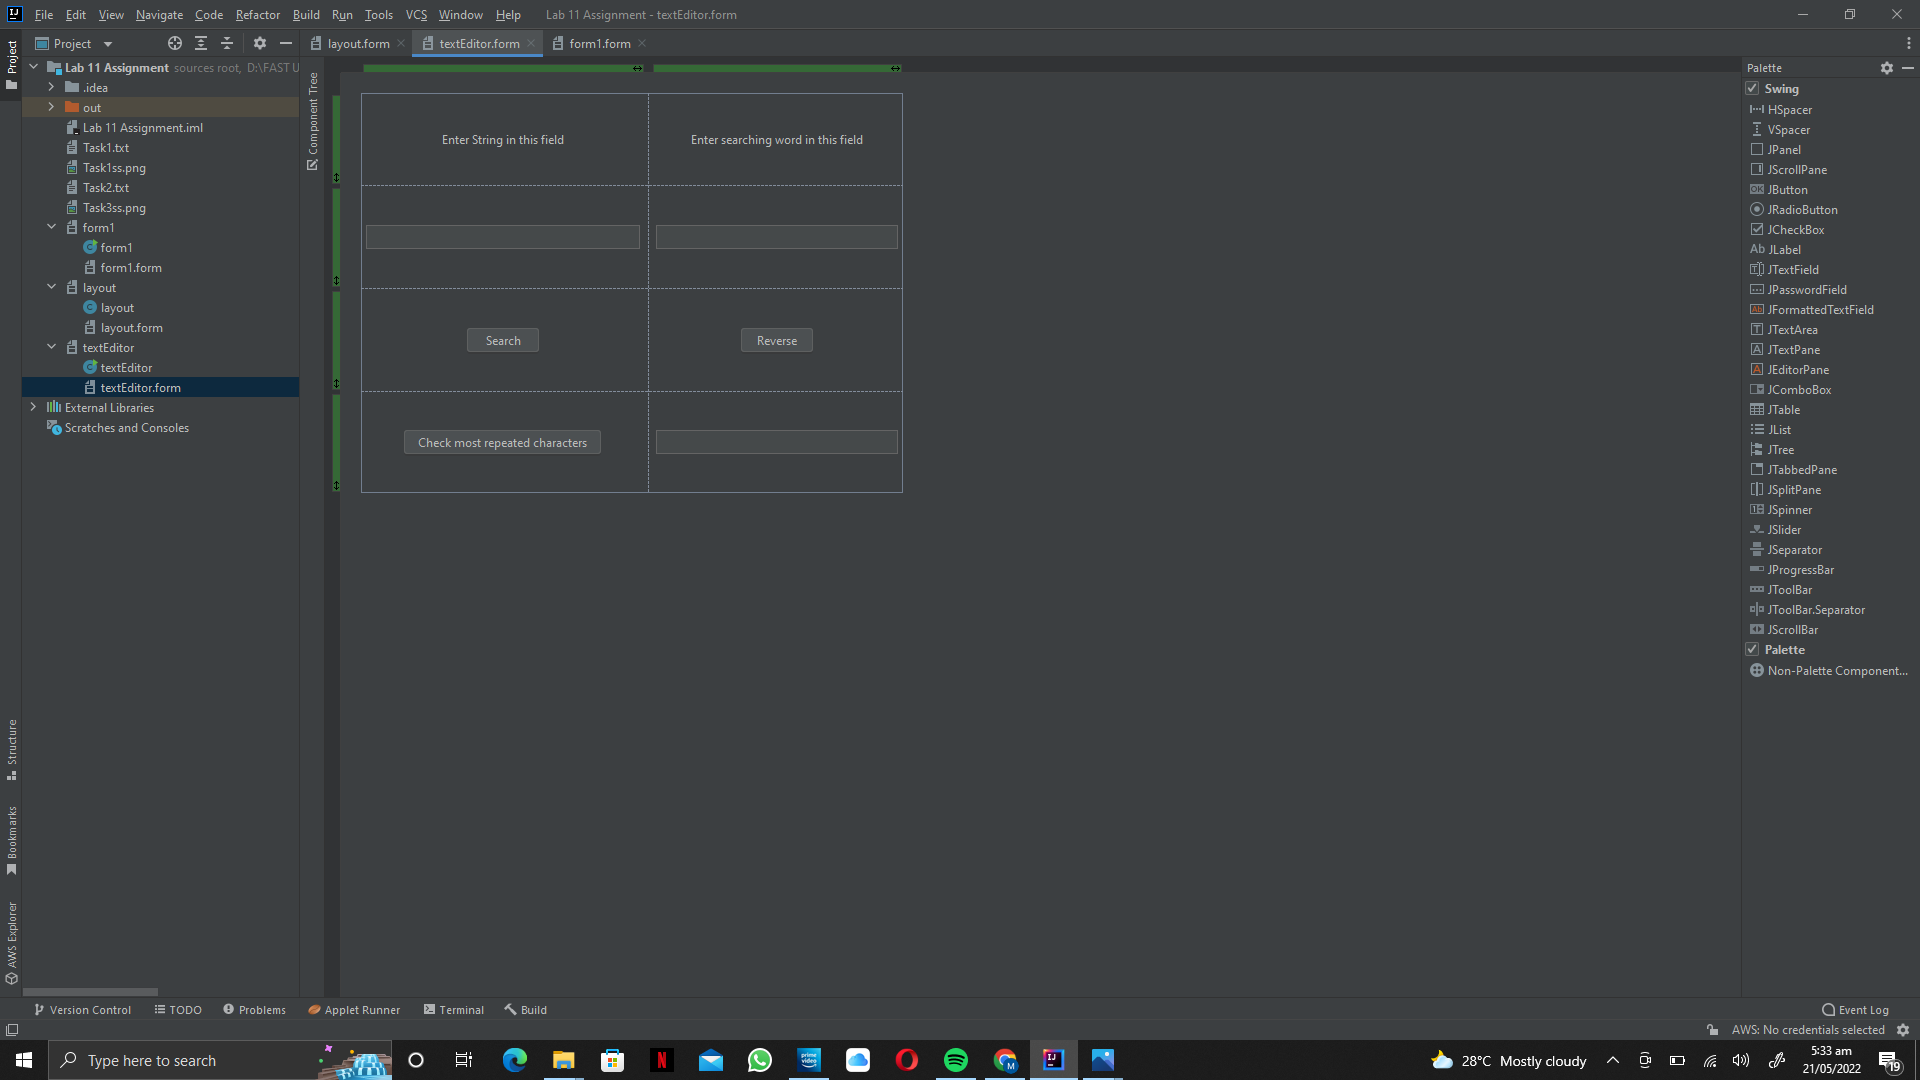 File Edit View Navigate Code Refactor Build Run Tools VCS Window Help Lab 11 Assignment - textEditor.form
Project
Project
layout.form
textEditor.form
form1.form
Lab 11 Assignment sources root, D:\FAST U
.idea
out
Lab 11 Assignment.iml
Task1.txt
Task1ss.png
Task2.txt
Task3ss.png
form1
form1
form1.form
layout
layout
layout.form
textEditor
textEditor
textEditor.form
External Libraries
Scratches and Consoles
Structure
Bookmarks
AWS Explorer
Component Tree
Enter String in this field
Enter searching word in this field
Search
Reverse
Check most repeated characters
Palette
Swing
HSpacer
VSpacer
JPanel
JScrollPane
JButton
JRadioButton
JCheckBox
JLabel
JTextField
JPasswordField
JFormattedTextField
JTextArea
JTextPane
JEditorPane
JComboBox
JTable
JList
JTree
JTabbedPane
JSplitPane
JSpinner
JSlider
JSeparator
JProgressBar
JToolBar
JToolBar.Separator
JScrollBar
Palette
Non-Palette Component...
Version Control TODO Problems Applet Runner Terminal Build
Event Log
AWS: No credentials selected
Type here to search
prime video
28°C Mostly cloudy
5:33 am
21/05/2022
19